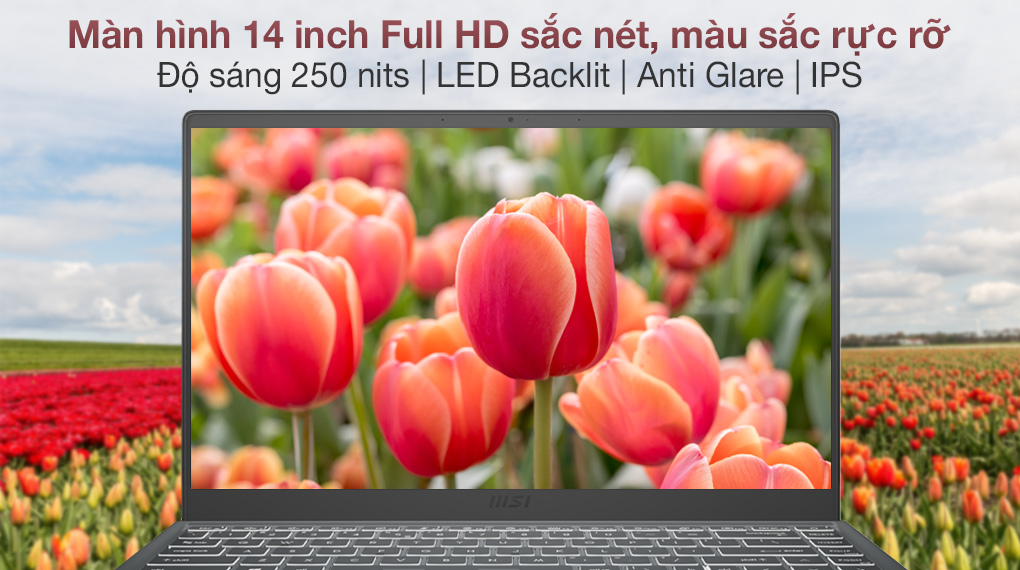 Màn hình 14 inch Full HD sắc nét, màu sắc rực rỡ
Độ sáng 250 nits | LED Backlit | Anti Glare | IPS
msi